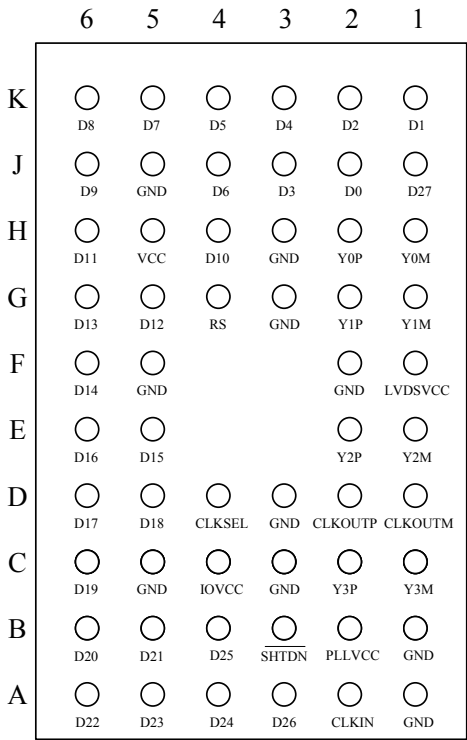 6 5 4 3 2 1
K
D8 D7 D5 D4 D2 D1
J
D9 GND D6 D3 D0 D27
H
D11 VCC D10 GND Y0P Y0M
G
D13 D12 RS GND Y1P Y1M
F
D14 GND GND LVDSVCC
E
D16 D15 Y2P Y2M
D
D17 D18 CLKSEL GND CLKOUTP CLKOUTM
C
D19 GND IOVCC GND Y3P Y3M
B
D20 D21 D25 SHTDN PLLVCC GND
A
D22 D23 D24 D26 CLKIN GND